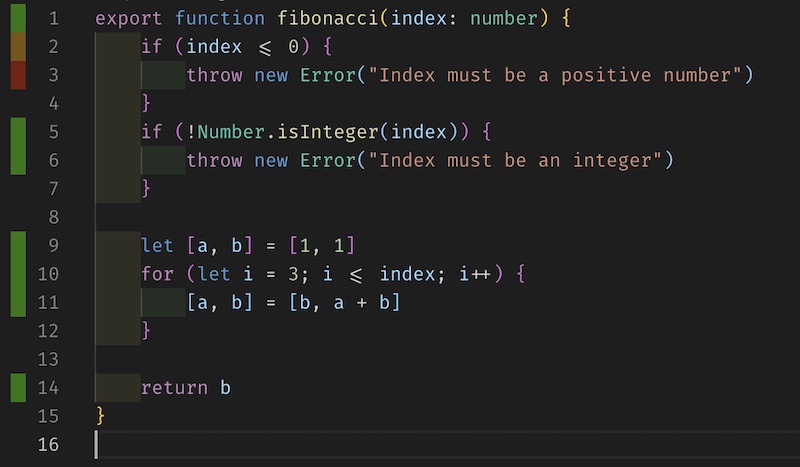 1 export function fibonacci(index: number) {
2 if (index <= 0) {
3 throw new Error("Index must be a positive number")
4 }
5 if (!Number.isInteger(index)) {
6 throw new Error("Index must be an integer")
7 }
8
9 let [a, b] = [1, 1]
10 for (let i = 3; i <= index; i++) {
11 [a, b] = [b, a + b]
12 }
13
14 return b
15 }
16